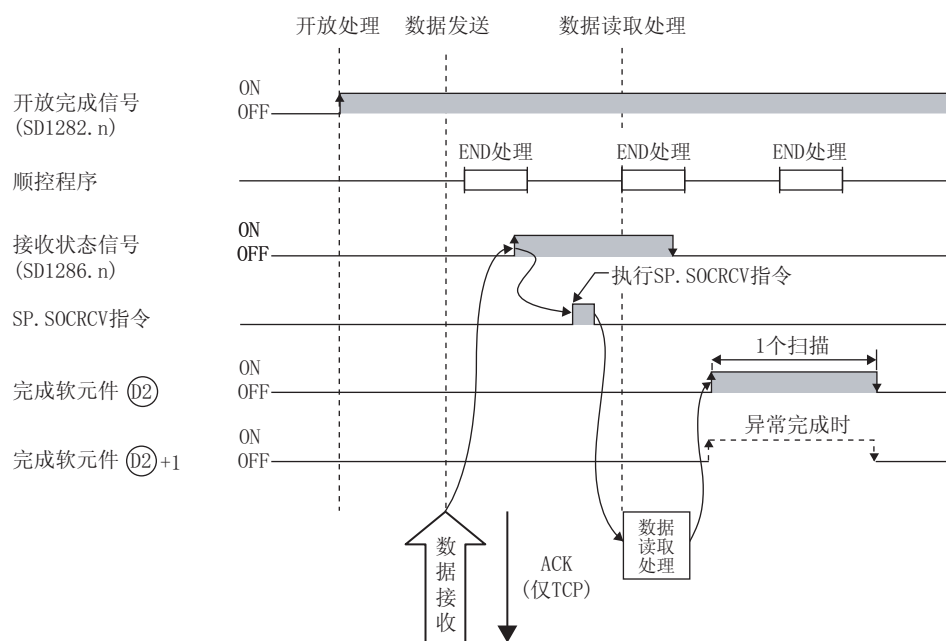 开放处理 数据发送 数据读取处理
ON
开放完成信号
(SD1282.n)
OFF
END处理 END处理 END处理
顺控程序
ON
接收状态信号
(SD1286.n)
OFF
执行SP.SOCRCV指令
SP.SOCRCV指令
1个扫描
ON
完成软元件 D2
OFF
异常完成时
ON
完成软元件 D2+1
OFF
数据接收
ACK
(仅TCP)
数据
读取
处理